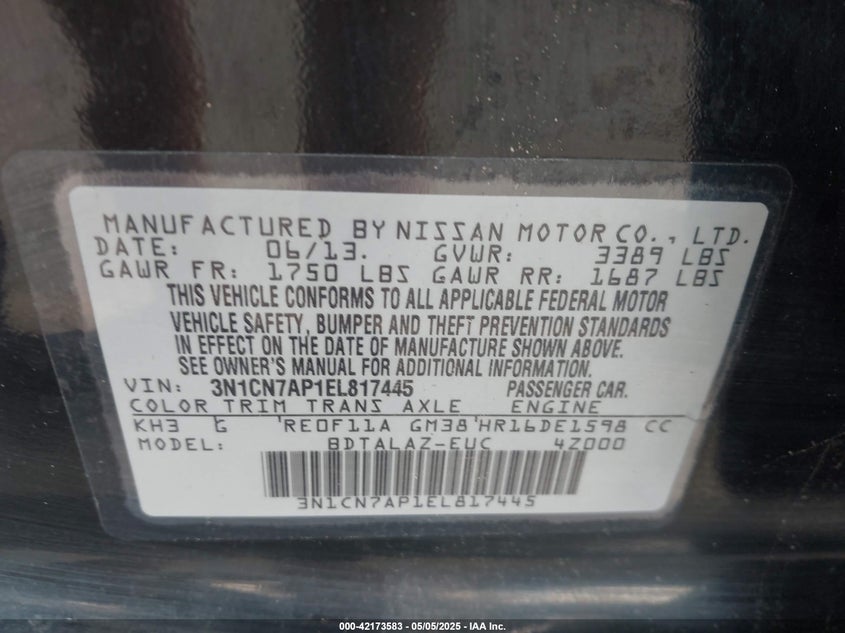 MANUFACTURED BY NISSAN MOTOR CO., LTD.
DATE: 06/13. GVWR: 3389 LBS
GAWR FR: 1750 LBS GAWR RR: 1687 LBS
THIS VEHICLE CONFORMS TO ALL APPLICABLE FEDERAL MOTOR
VEHICLE SAFETY, BUMPER AND THEFT PREVENTION STANDARDS
IN EFFECT ON THE DATE OF MANUFACTURE SHOWN ABOVE.
SEE OWNER'S MANUAL FOR ADDITIONAL INFORMATION.
VIN: 3N1CN7AP1EL817445 PASSENGER CAR.
COLOR TRIM TRANS AXLE ENGINE
KH3 G RE0F11A GM38 HR16DE1598 CC
MODEL: BDTALAZ-EUC 4Z000
3N1CN7AP1EL817445
000-42173583 / 05/05/2025 - IAA Inc.